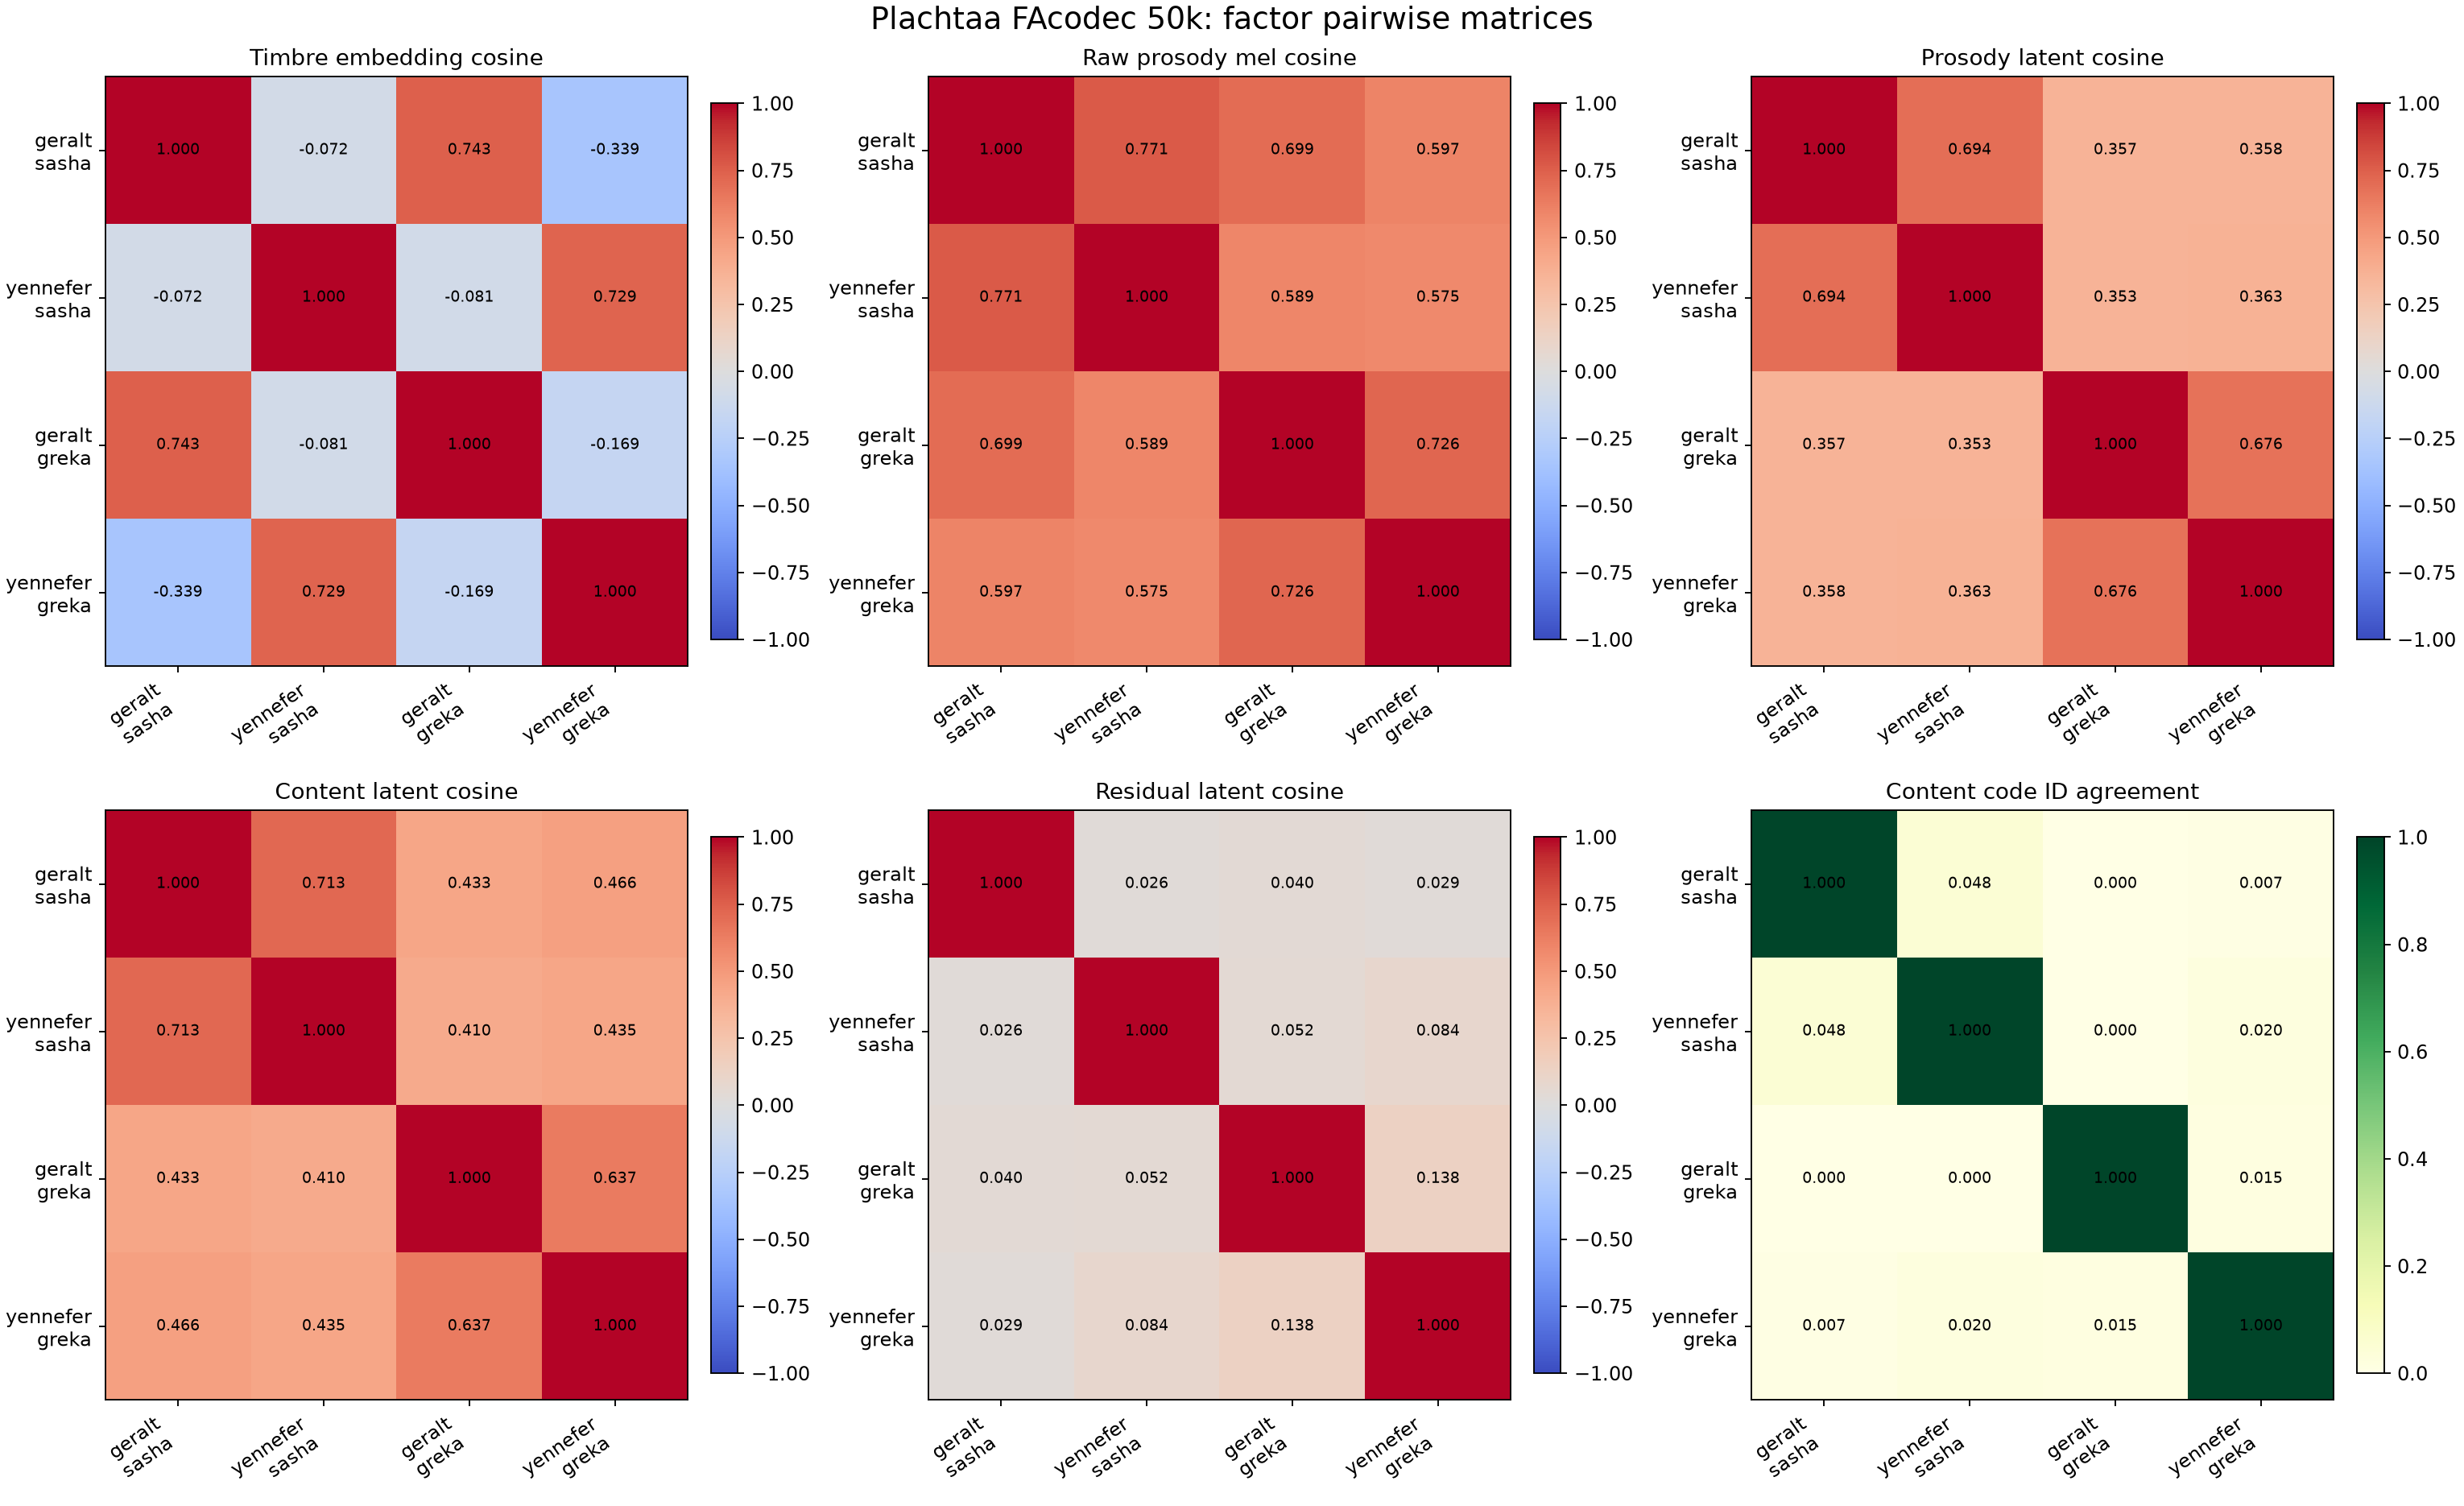 Plachtaa FAcodec 50k: factor pairwise matrices
Timbre embedding cosine
geralt
sasha
yennefer
sasha
geralt
greka
yennefer
greka
1.000 -0.072 0.743 -0.339
-0.072 1.000 -0.081 0.729
0.743 -0.081 1.000 -0.169
-0.339 0.729 -0.169 1.000
geralt
sasha
yennefer
sasha
geralt
greka
yennefer
greka
1.00
0.75
0.50
0.25
0.00
−0.25
−0.50
−0.75
−1.00
Raw prosody mel cosine
geralt
sasha
yennefer
sasha
geralt
greka
yennefer
greka
1.000 0.771 0.699 0.597
0.771 1.000 0.589 0.575
0.699 0.589 1.000 0.726
0.597 0.575 0.726 1.000
geralt
sasha
yennefer
sasha
geralt
greka
yennefer
greka
1.00
0.75
0.50
0.25
0.00
−0.25
−0.50
−0.75
−1.00
Prosody latent cosine
geralt
sasha
yennefer
sasha
geralt
greka
yennefer
greka
1.000 0.694 0.357 0.358
0.694 1.000 0.353 0.363
0.357 0.353 1.000 0.676
0.358 0.363 0.676 1.000
geralt
sasha
yennefer
sasha
geralt
greka
yennefer
greka
1.00
0.75
0.50
0.25
0.00
−0.25
−0.50
−0.75
−1.00
Content latent cosine
geralt
sasha
yennefer
sasha
geralt
greka
yennefer
greka
1.000 0.713 0.433 0.466
0.713 1.000 0.410 0.435
0.433 0.410 1.000 0.637
0.466 0.435 0.637 1.000
geralt
sasha
yennefer
sasha
geralt
greka
yennefer
greka
1.00
0.75
0.50
0.25
0.00
−0.25
−0.50
−0.75
−1.00
Residual latent cosine
geralt
sasha
yennefer
sasha
geralt
greka
yennefer
greka
1.000 0.026 0.040 0.029
0.026 1.000 0.052 0.084
0.040 0.052 1.000 0.138
0.029 0.084 0.138 1.000
geralt
sasha
yennefer
sasha
geralt
greka
yennefer
greka
1.00
0.75
0.50
0.25
0.00
−0.25
−0.50
−0.75
−1.00
Content code ID agreement
geralt
sasha
yennefer
sasha
geralt
greka
yennefer
greka
1.000 0.048 0.000 0.007
0.048 1.000 0.000 0.020
0.000 0.000 1.000 0.015
0.007 0.020 0.015 1.000
geralt
sasha
yennefer
sasha
geralt
greka
yennefer
greka
1.0
0.8
0.6
0.4
0.2
0.0